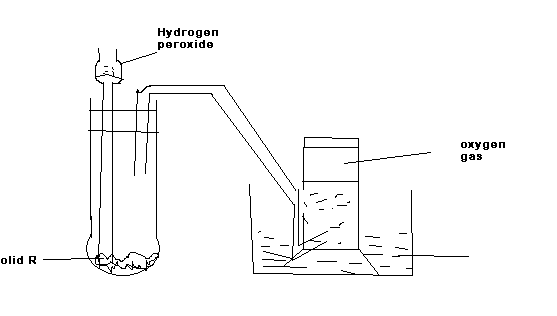 Hydrogen
peroxide
oxygen
gas
olid R